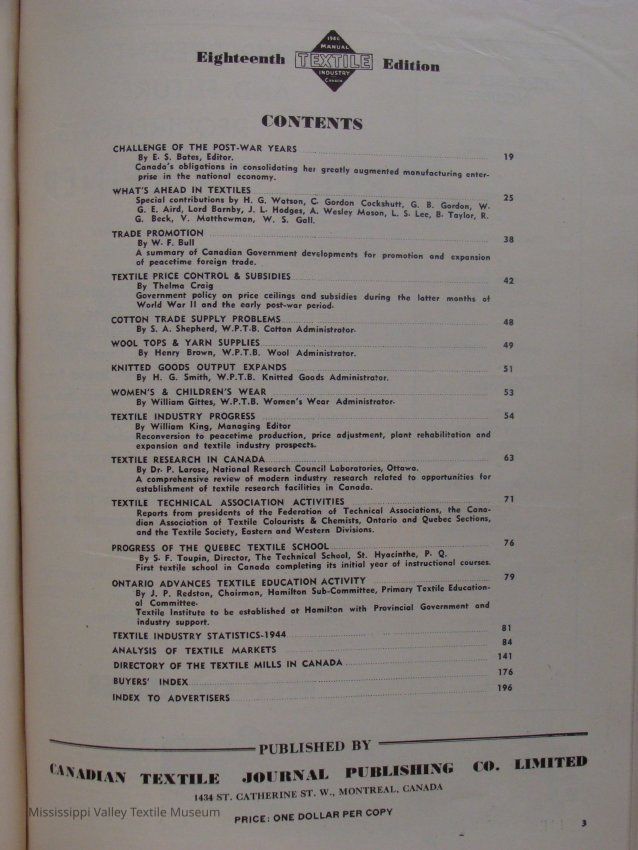 Eighteenth Edition
1946
MANUAL
TEXTILE
INDUSTRY
CANADA
CONTENTS
CHALLENGE OF THE POST-WAR YEARS 19
By E. S. Bates, Editor.
Canada's obligations in consolidating her greatly augmented manufacturing enter-
prise in the national economy.
WHAT'S AHEAD IN TEXTILES 25
Special contributions by H. G. Watson, C. Gordon Cockshutt, G. B. Gordon, W.
G. E. Aird, Lord Barnby, J. L. Hodges, A. Wesley Mason, L. S. Lee, B. Taylor, R.
G. Beck, V. Matthewman, W. S. Gall.
TRADE PROMOTION 38
By W. F. Bull
A summary of Canadian Government developments for promotion and expansion
of peacetime foreign trade.
TEXTILE PRICE CONTROL & SUBSIDIES 42
By Thelma Craig
Government policy on price ceilings and subsidies during the latter months of
World War II and the early post-war period.
COTTON TRADE SUPPLY PROBLEMS 48
By S. A. Shepherd, W.P.T.B. Cotton Administrator.
WOOL TOPS & YARN SUPPLIES 49
By Henry Brown, W.P.T.B. Wool Administrator.
KNITTED GOODS OUTPUT EXPANDS 51
By H. G. Smith, W.P.T.B. Knitted Goods Administrator.
WOMEN'S & CHILDREN'S WEAR 53
By William Gittes, W.P.T.B. Women's Wear Administrator.
TEXTILE INDUSTRY PROGRESS 54
By William King, Managing Editor
Reconversion to peacetime production, price adjustment, plant rehabilitation and
expansion and textile industry prospects.
TEXTILE RESEARCH IN CANADA 63
By Dr. P. Larose, National Research Council Laboratories, Ottawa.
A comprehensive review of modern industry research related to opportunities for
establishment of textile research facilities in Canada.
TEXTILE TECHNICAL ASSOCIATION ACTIVITIES 71
Reports from presidents of the Federation of Technical Associations, the Cana-
dian Association of Textile Colourists & Chemists, Ontario and Quebec Sections,
and the Textile Society, Eastern and Western Divisions.
PROGRESS OF THE QUEBEC TEXTILE SCHOOL 76
By S. F. Toupin, Director, The Technical School, St. Hyacinthe, P. Q.
First textile school in Canada completing its initial year of instructional courses.
ONTARIO ADVANCES TEXTILE EDUCATION ACTIVITY 79
By J. P. Redston, Chairman, Hamilton Sub-Committee, Primary Textile Education-
al Committee.
Textile Institute to be established at Hamilton with Provincial Government and
industry support.
TEXTILE INDUSTRY STATISTICS-1944 81
ANALYSIS OF TEXTILE MARKETS 84
DIRECTORY OF THE TEXTILE MILLS IN CANADA 141
BUYERS' INDEX 176
INDEX TO ADVERTISERS 196
PUBLISHED BY
CANADIAN TEXTILE JOURNAL PUBLISHING CO. LIMITED
1434 ST. CATHERINE ST. W., MONTREAL, CANADA
Mississippi Valley Textile Museum
PRICE: ONE DOLLAR PER COPY
3